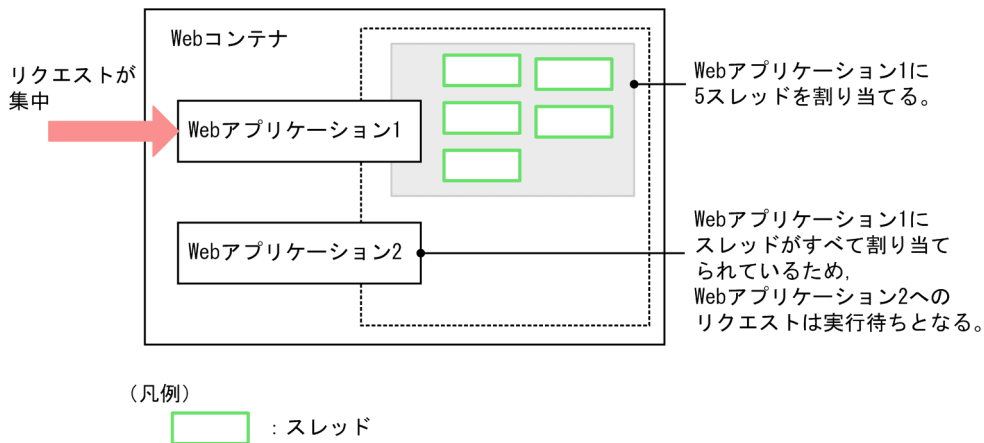 Webコンテナ
リクエストが
集中
Webアプリケーション1
Webアプリケーション1に
5スレッドを割り当てる。
Webアプリケーション2
Webアプリケーション1に
スレッドがすべて割り当て
られているため,
Webアプリケーション2への
リクエストは実行待ちとなる。
(凡例)
:スレッド